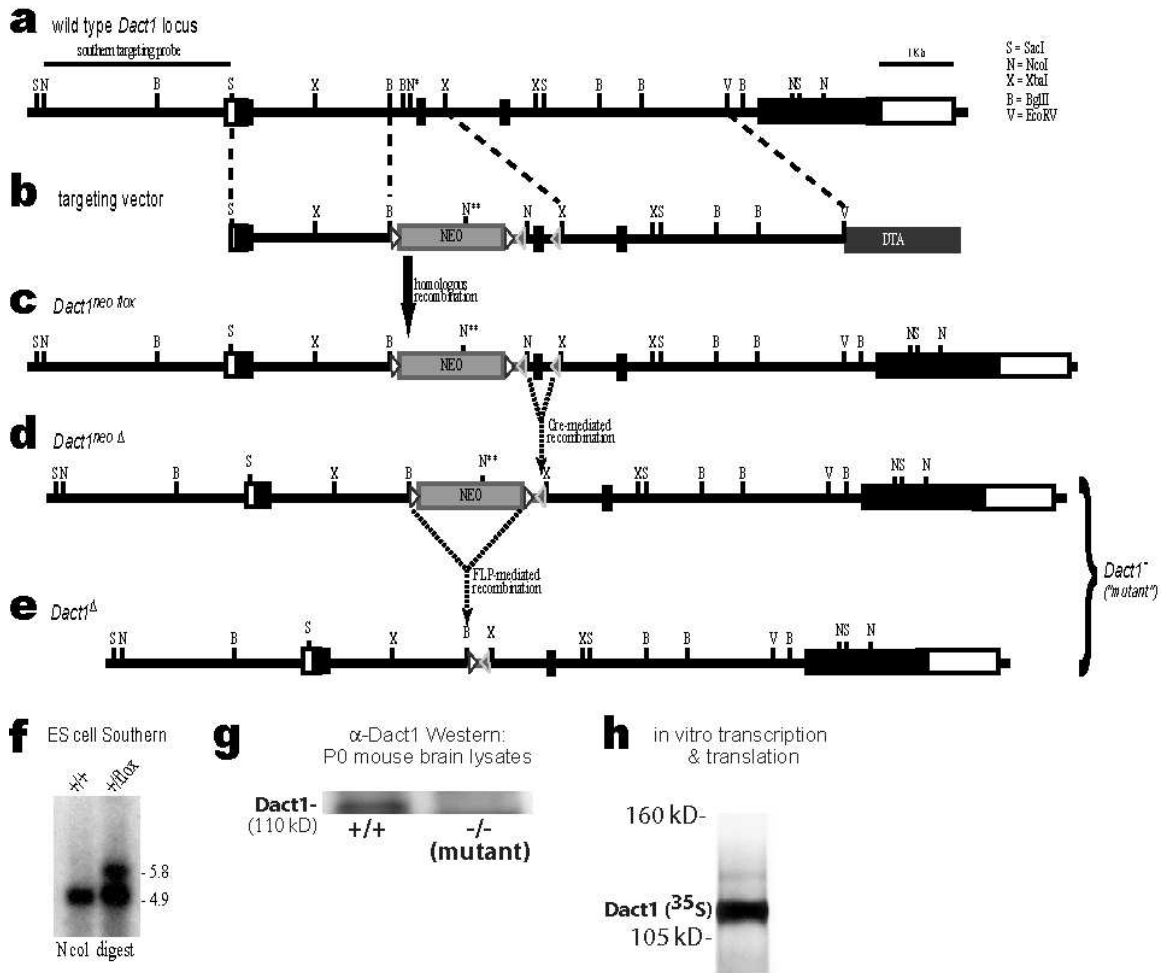 a wild type Dact1 locus
southern targeting probe
1 Kb
S = SacI
N = NcoI
X = XbaI
B = BglII
V = EcoRV
S N B S X B B N* X X S B B V B N S N
b targeting vector
S X B N** N X X S B B V
NEO
DTA
homologous
recombination
c Dact1neo flox
S N B S X B N** N X X S B B V B N S N
NEO
Cre-mediated
recombination
d Dact1neo Δ
S N B S X B N** X X S B B V B N S N
NEO
FLP-mediated
recombination
Dact1-
("mutant")
e Dact1Δ
S N B S X B X X S B B V B N S N
f ES cell Southern
+/+ +/flox
- 5.8
- 4.9
NcoI digest
g α-Dact1 Western:
P0 mouse brain lysates
Dact1-
(110 kD)
+/+ -/-
(mutant)
h in vitro transcription
& translation
160 kD-
Dact1 (35S)
105 kD-